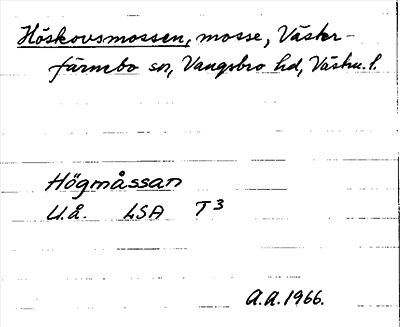 Höskovsmossen, mosse, Väster-
färnebo sn, Vangsbro hd, Västm. l.
Högmåssan
U.å. LSA T3
A.A. 1966.